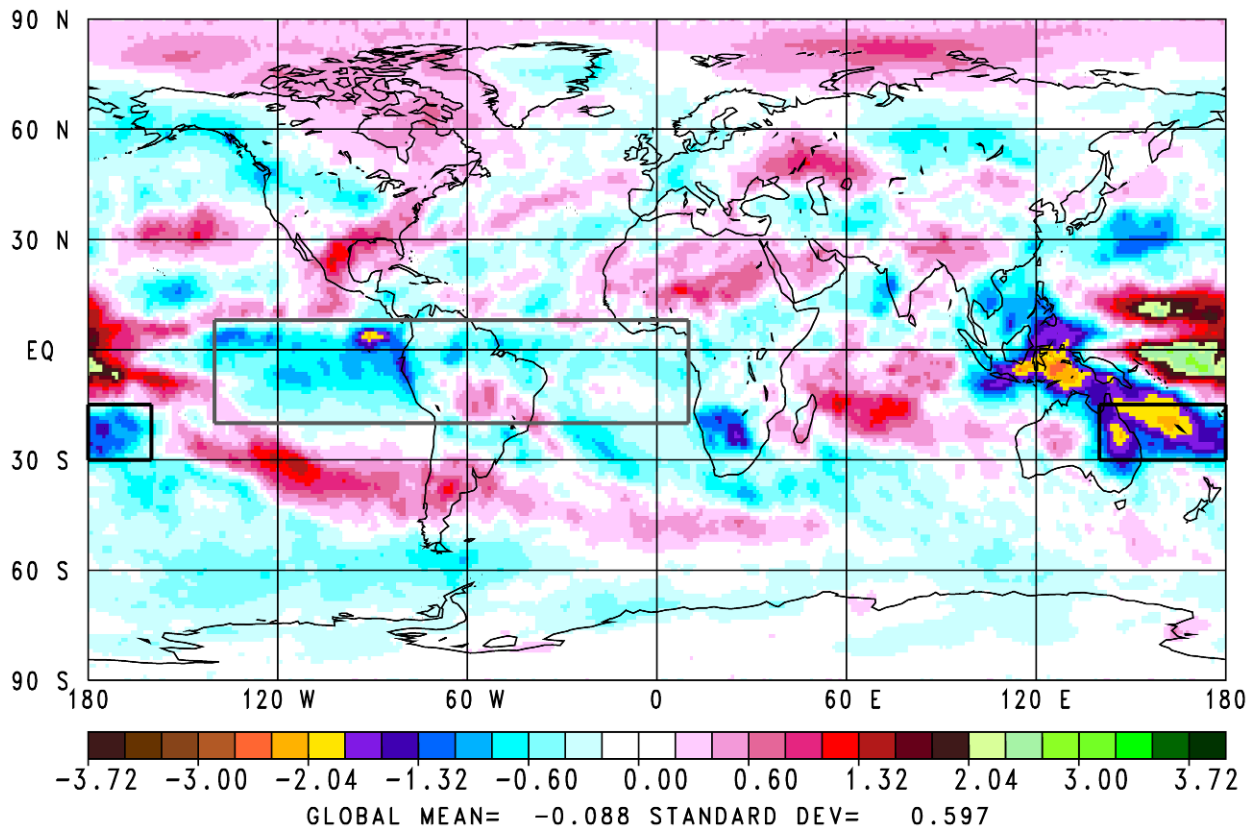 90 N
60 N
30 N
EQ
30 S
60 S
90 S
180 120 W 60 W 0 60 E 120 E 180
-3.72 -3.00 -2.04 -1.32 -0.60 0.00 0.60 1.32 2.04 3.00 3.72
GLOBAL MEAN= -0.088 STANDARD DEV= 0.597